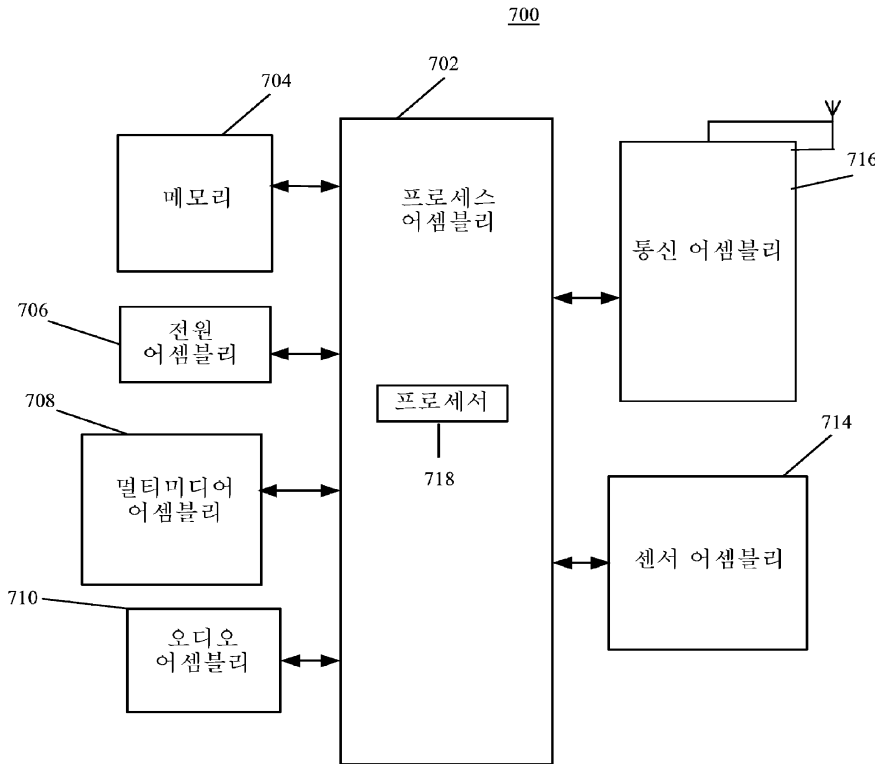 700
702
704
메모리
프로세스
어셈블리
716
통신 어셈블리
706
전원
어셈블리
프로세서
718
708
멀티미디어
어셈블리
714
센서 어셈블리
710
오디오
어셈블리